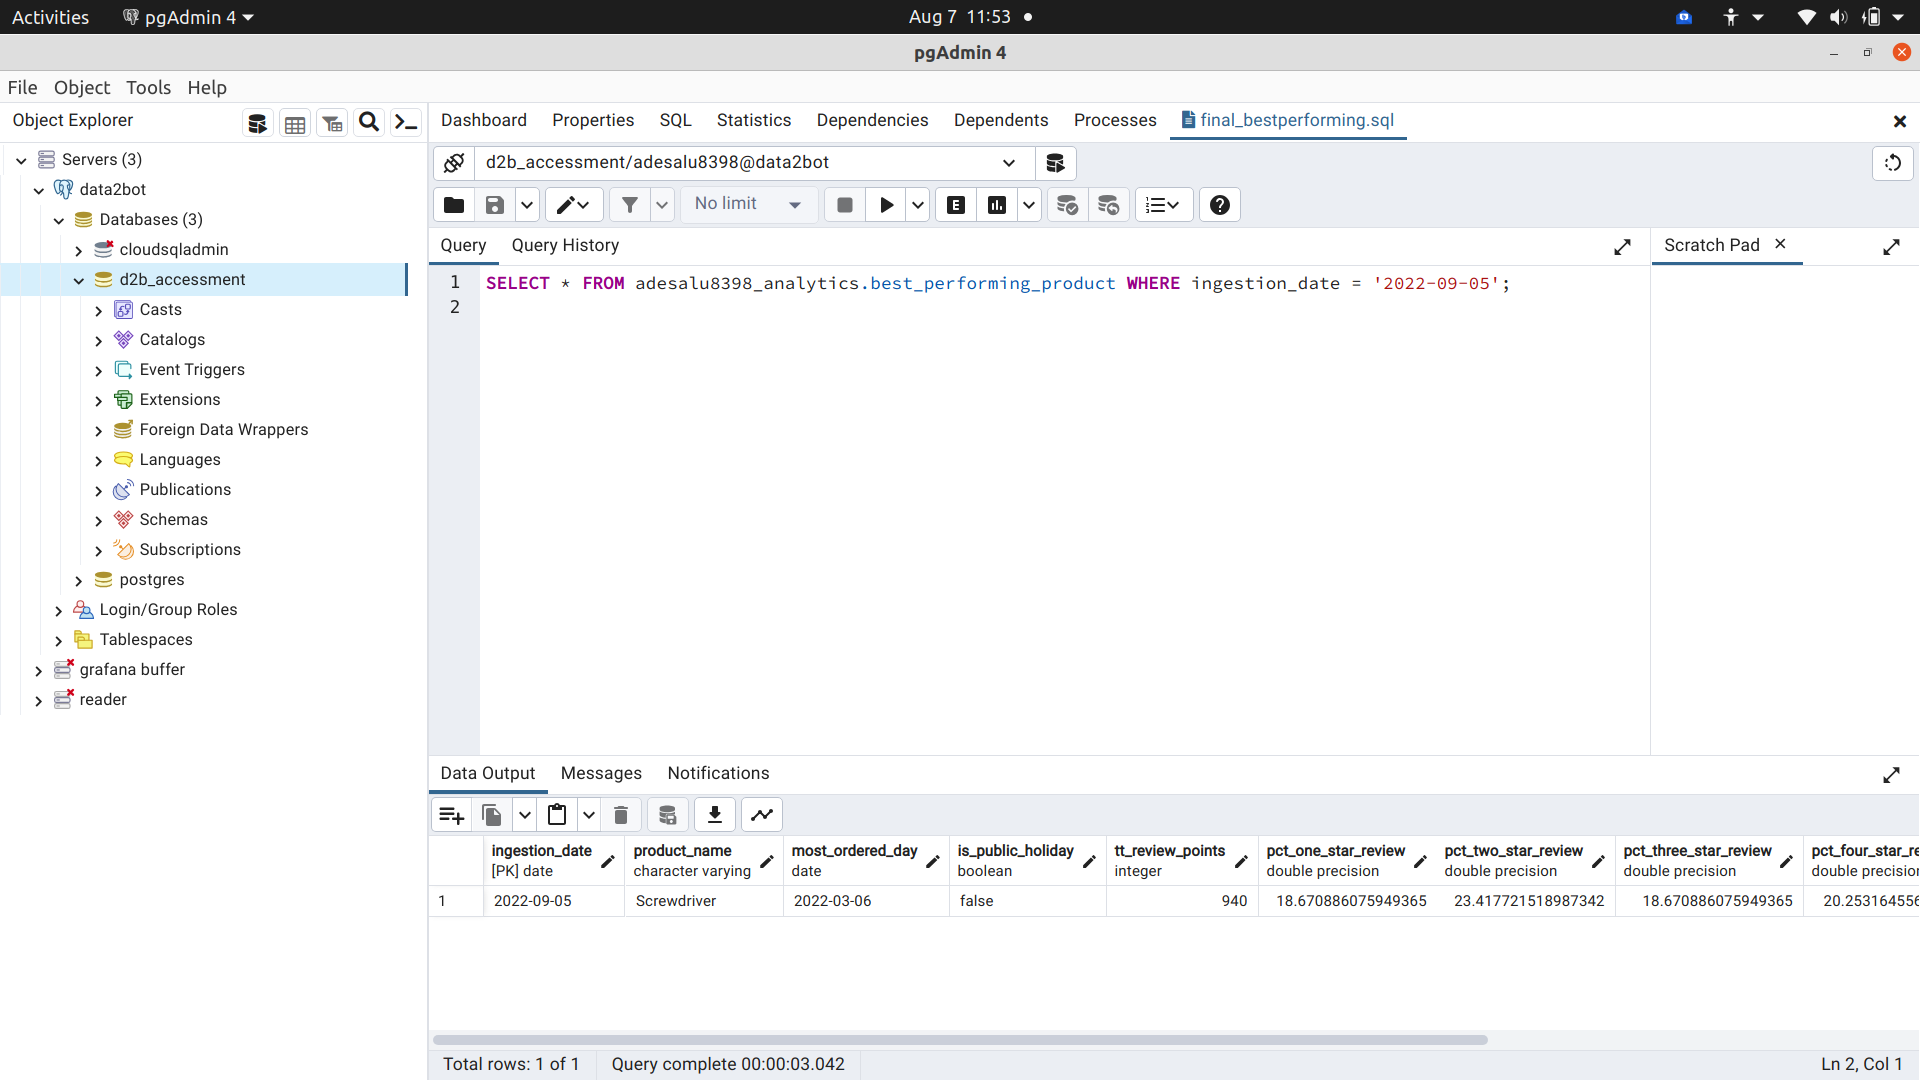 Activities pgAdmin 4 Aug 7 11:53
pgAdmin 4
File Object Tools Help
Object Explorer
Servers (3)
data2bot
Databases (3)
cloudsqladmin
d2b_accessment
Casts
Catalogs
Event Triggers
Extensions
Foreign Data Wrappers
Languages
Publications
Schemas
Subscriptions
postgres
Login/Group Roles
Tablespaces
grafana buffer
reader
Dashboard Properties SQL Statistics Dependencies Dependents Processes final_bestperforming.sql
d2b_accessment/adesalu8398@data2bot
No limit E
Query Query History Scratch Pad
1 SELECT * FROM adesalu8398_analytics.best_performing_product WHERE ingestion_date = '2022-09-05';
2
Data Output Messages Notifications
ingestion_date product_name most_ordered_day is_public_holiday tt_review_points pct_one_star_review pct_two_star_review pct_three_star_review pct_four_star_re
[PK] date character varying date boolean integer double precision double precision double precision double precision
1 2022-09-05 Screwdriver 2022-03-06 false 940 18.670886075949365 23.417721518987342 18.670886075949365 20.253164556
Total rows: 1 of 1 Query complete 00:00:03.042 Ln 2, Col 1